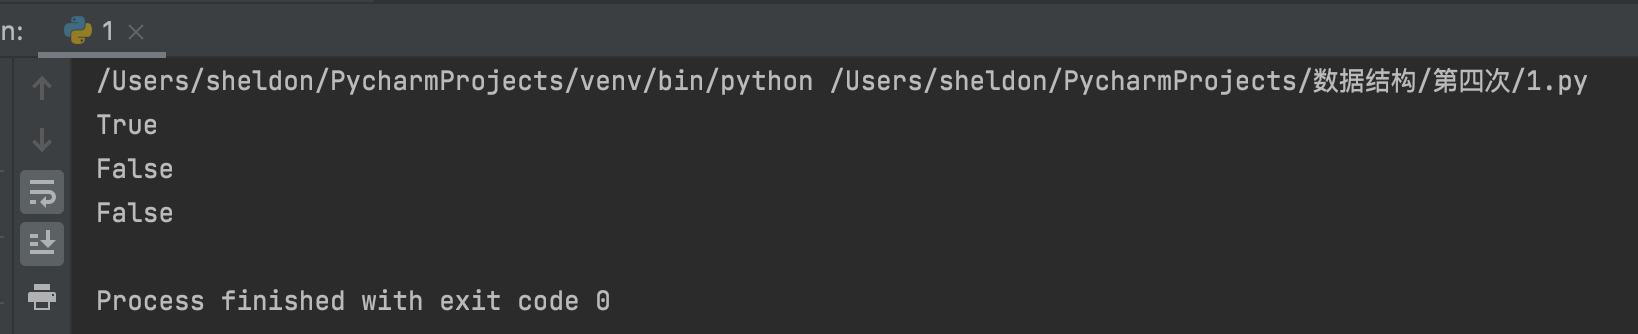 n:
1
/Users/sheldon/PycharmProjects/venv/bin/python /Users/sheldon/PycharmProjects/数据结构/第四次/1.py
True
False
False
Process finished with exit code 0